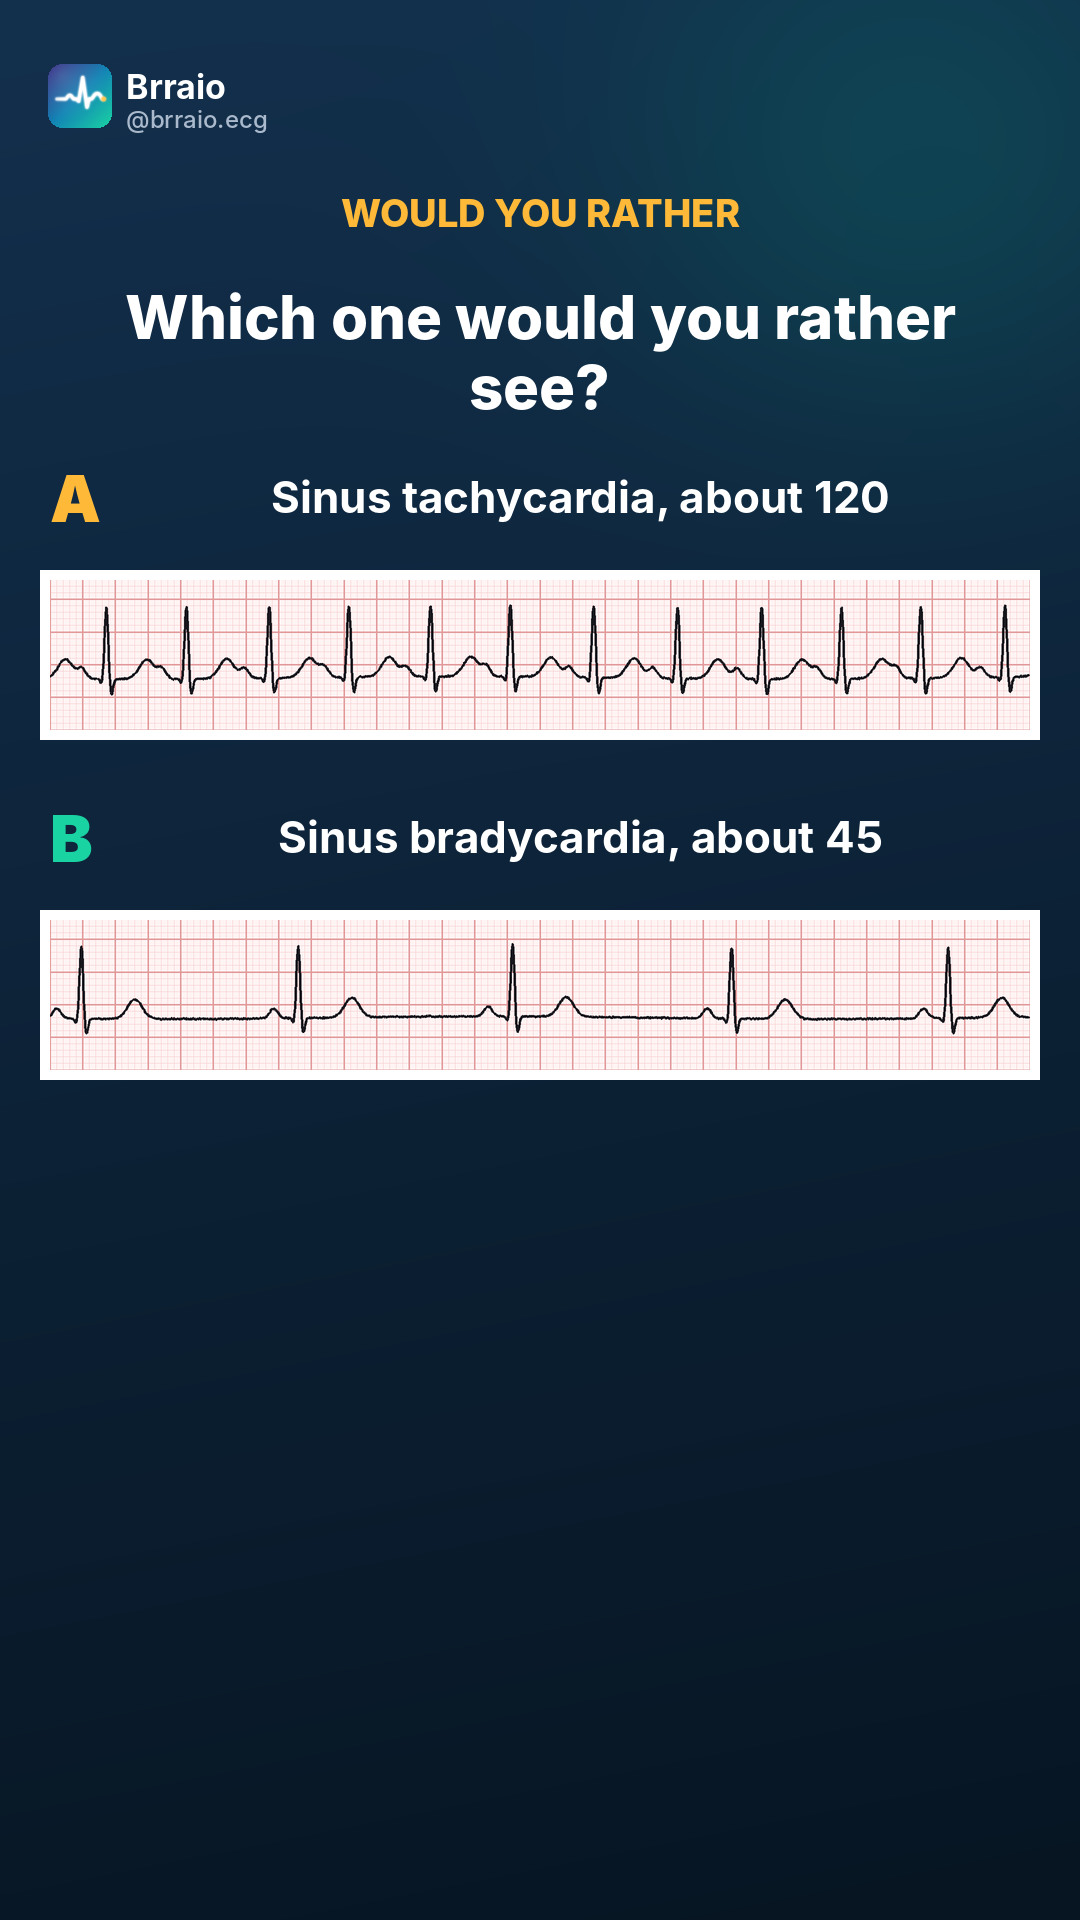 Brraio
@brraio.ecg
WOULD YOU RATHER
Which one would you rather
see?
A
Sinus tachycardia, about 120
B
Sinus bradycardia, about 45